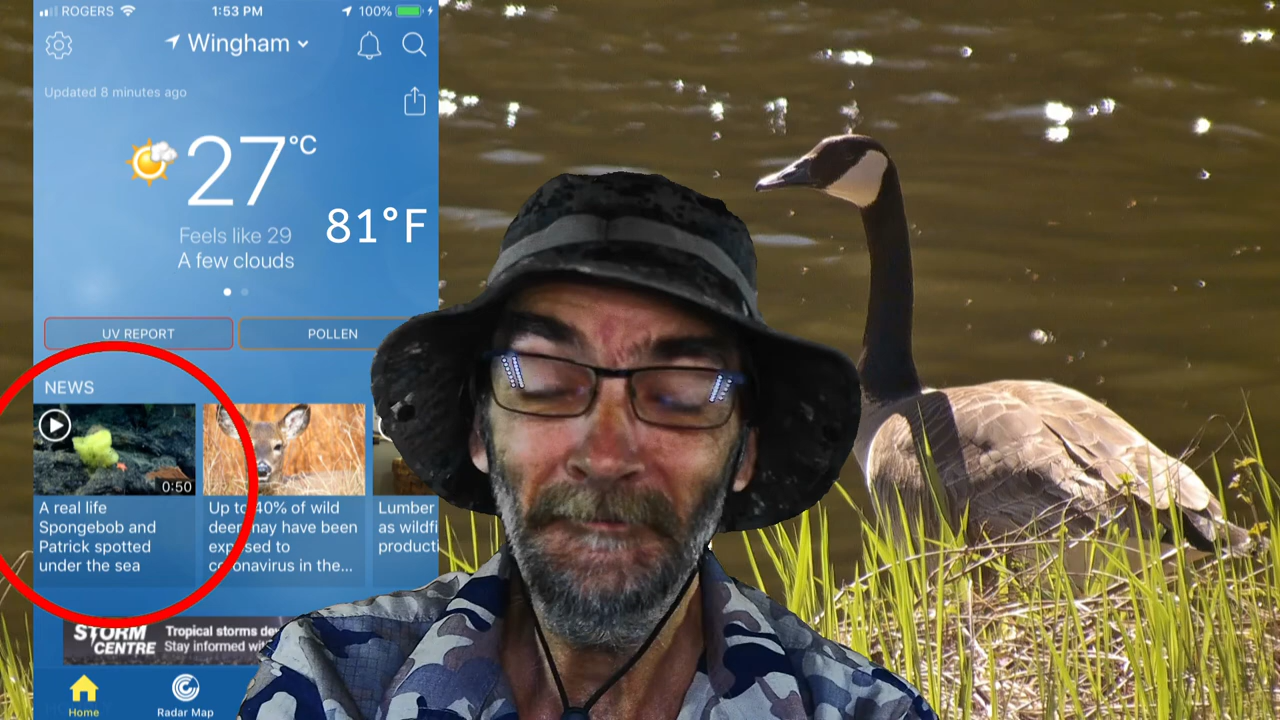 ROGERS 1:53 PM 100%
Wingham
Updated 8 minutes ago
27°C
81°F
Feels like 29
A few clouds
UV REPORT POLLEN
NEWS
0:50
A real life
Spongebob and
Patrick spotted
under the sea
Up to 40% of wild
deer may have been
exposed to
coronavirus in the...
Lumber
as wildfi
producti
STORM
CENTRE
Tropical storms
Stay informed
Home Radar Map